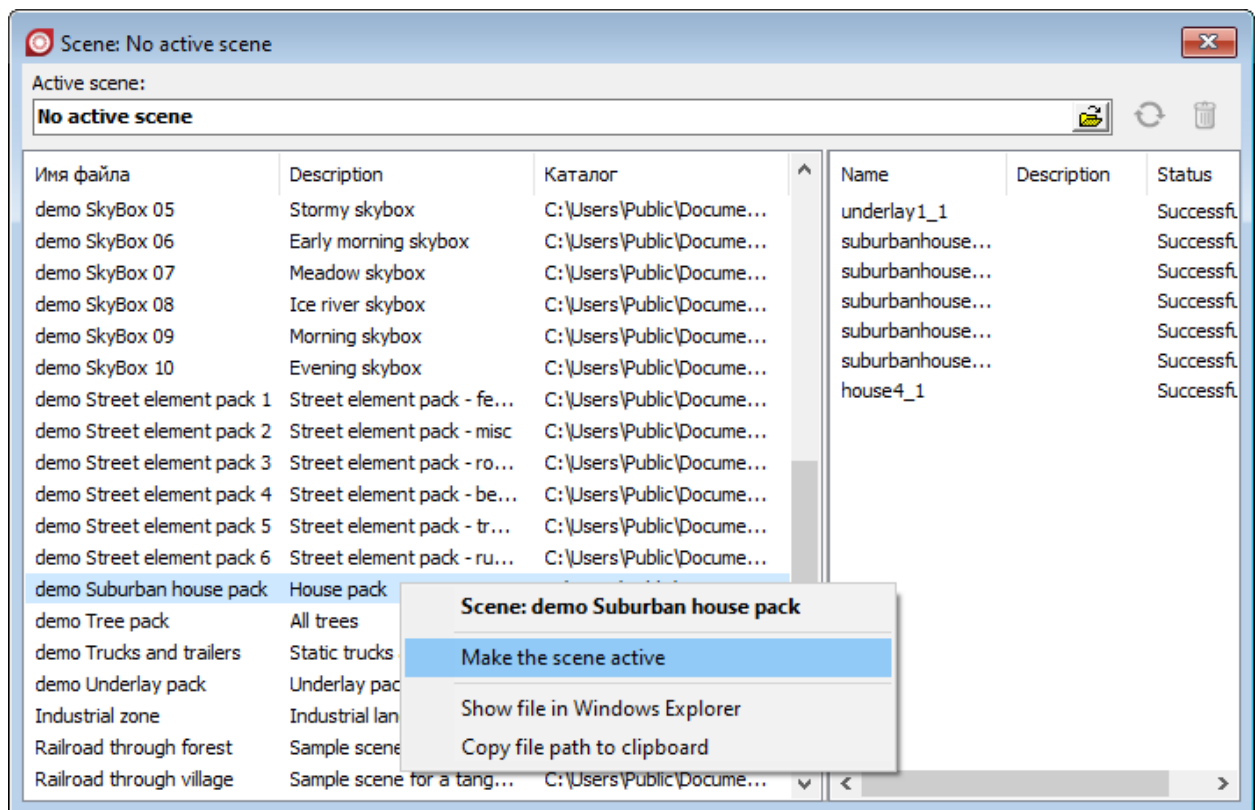 Scene: No active scene
Active scene:
No active scene
Имя файла Description Каталог
demo SkyBox 05 Stormy skybox C:\Users\Public\Docume...
demo SkyBox 06 Early morning skybox C:\Users\Public\Docume...
demo SkyBox 07 Meadow skybox C:\Users\Public\Docume...
demo SkyBox 08 Ice river skybox C:\Users\Public\Docume...
demo SkyBox 09 Morning skybox C:\Users\Public\Docume...
demo SkyBox 10 Evening skybox C:\Users\Public\Docume...
demo Street element pack 1 Street element pack - fe... C:\Users\Public\Docume...
demo Street element pack 2 Street element pack - misc C:\Users\Public\Docume...
demo Street element pack 3 Street element pack - ro... C:\Users\Public\Docume...
demo Street element pack 4 Street element pack - be... C:\Users\Public\Docume...
demo Street element pack 5 Street element pack - tr... C:\Users\Public\Docume...
demo Street element pack 6 Street element pack - ru... C:\Users\Public\Docume...
demo Suburban house pack House pack
demo Tree pack All trees
demo Trucks and trailers Static trucks
demo Underlay pack Underlay pac
Industrial zone Industrial lan
Railroad through forest Sample scene
Railroad through village Sample scene for a tang... C:\Users\Public\Docume...
Scene: demo Suburban house pack
Make the scene active
Show file in Windows Explorer
Copy file path to clipboard
Name Description Status
underlay1_1 Successfu
suburbanhouse... Successfu
suburbanhouse... Successfu
suburbanhouse... Successfu
suburbanhouse... Successfu
suburbanhouse... Successfu
house4_1 Successfu